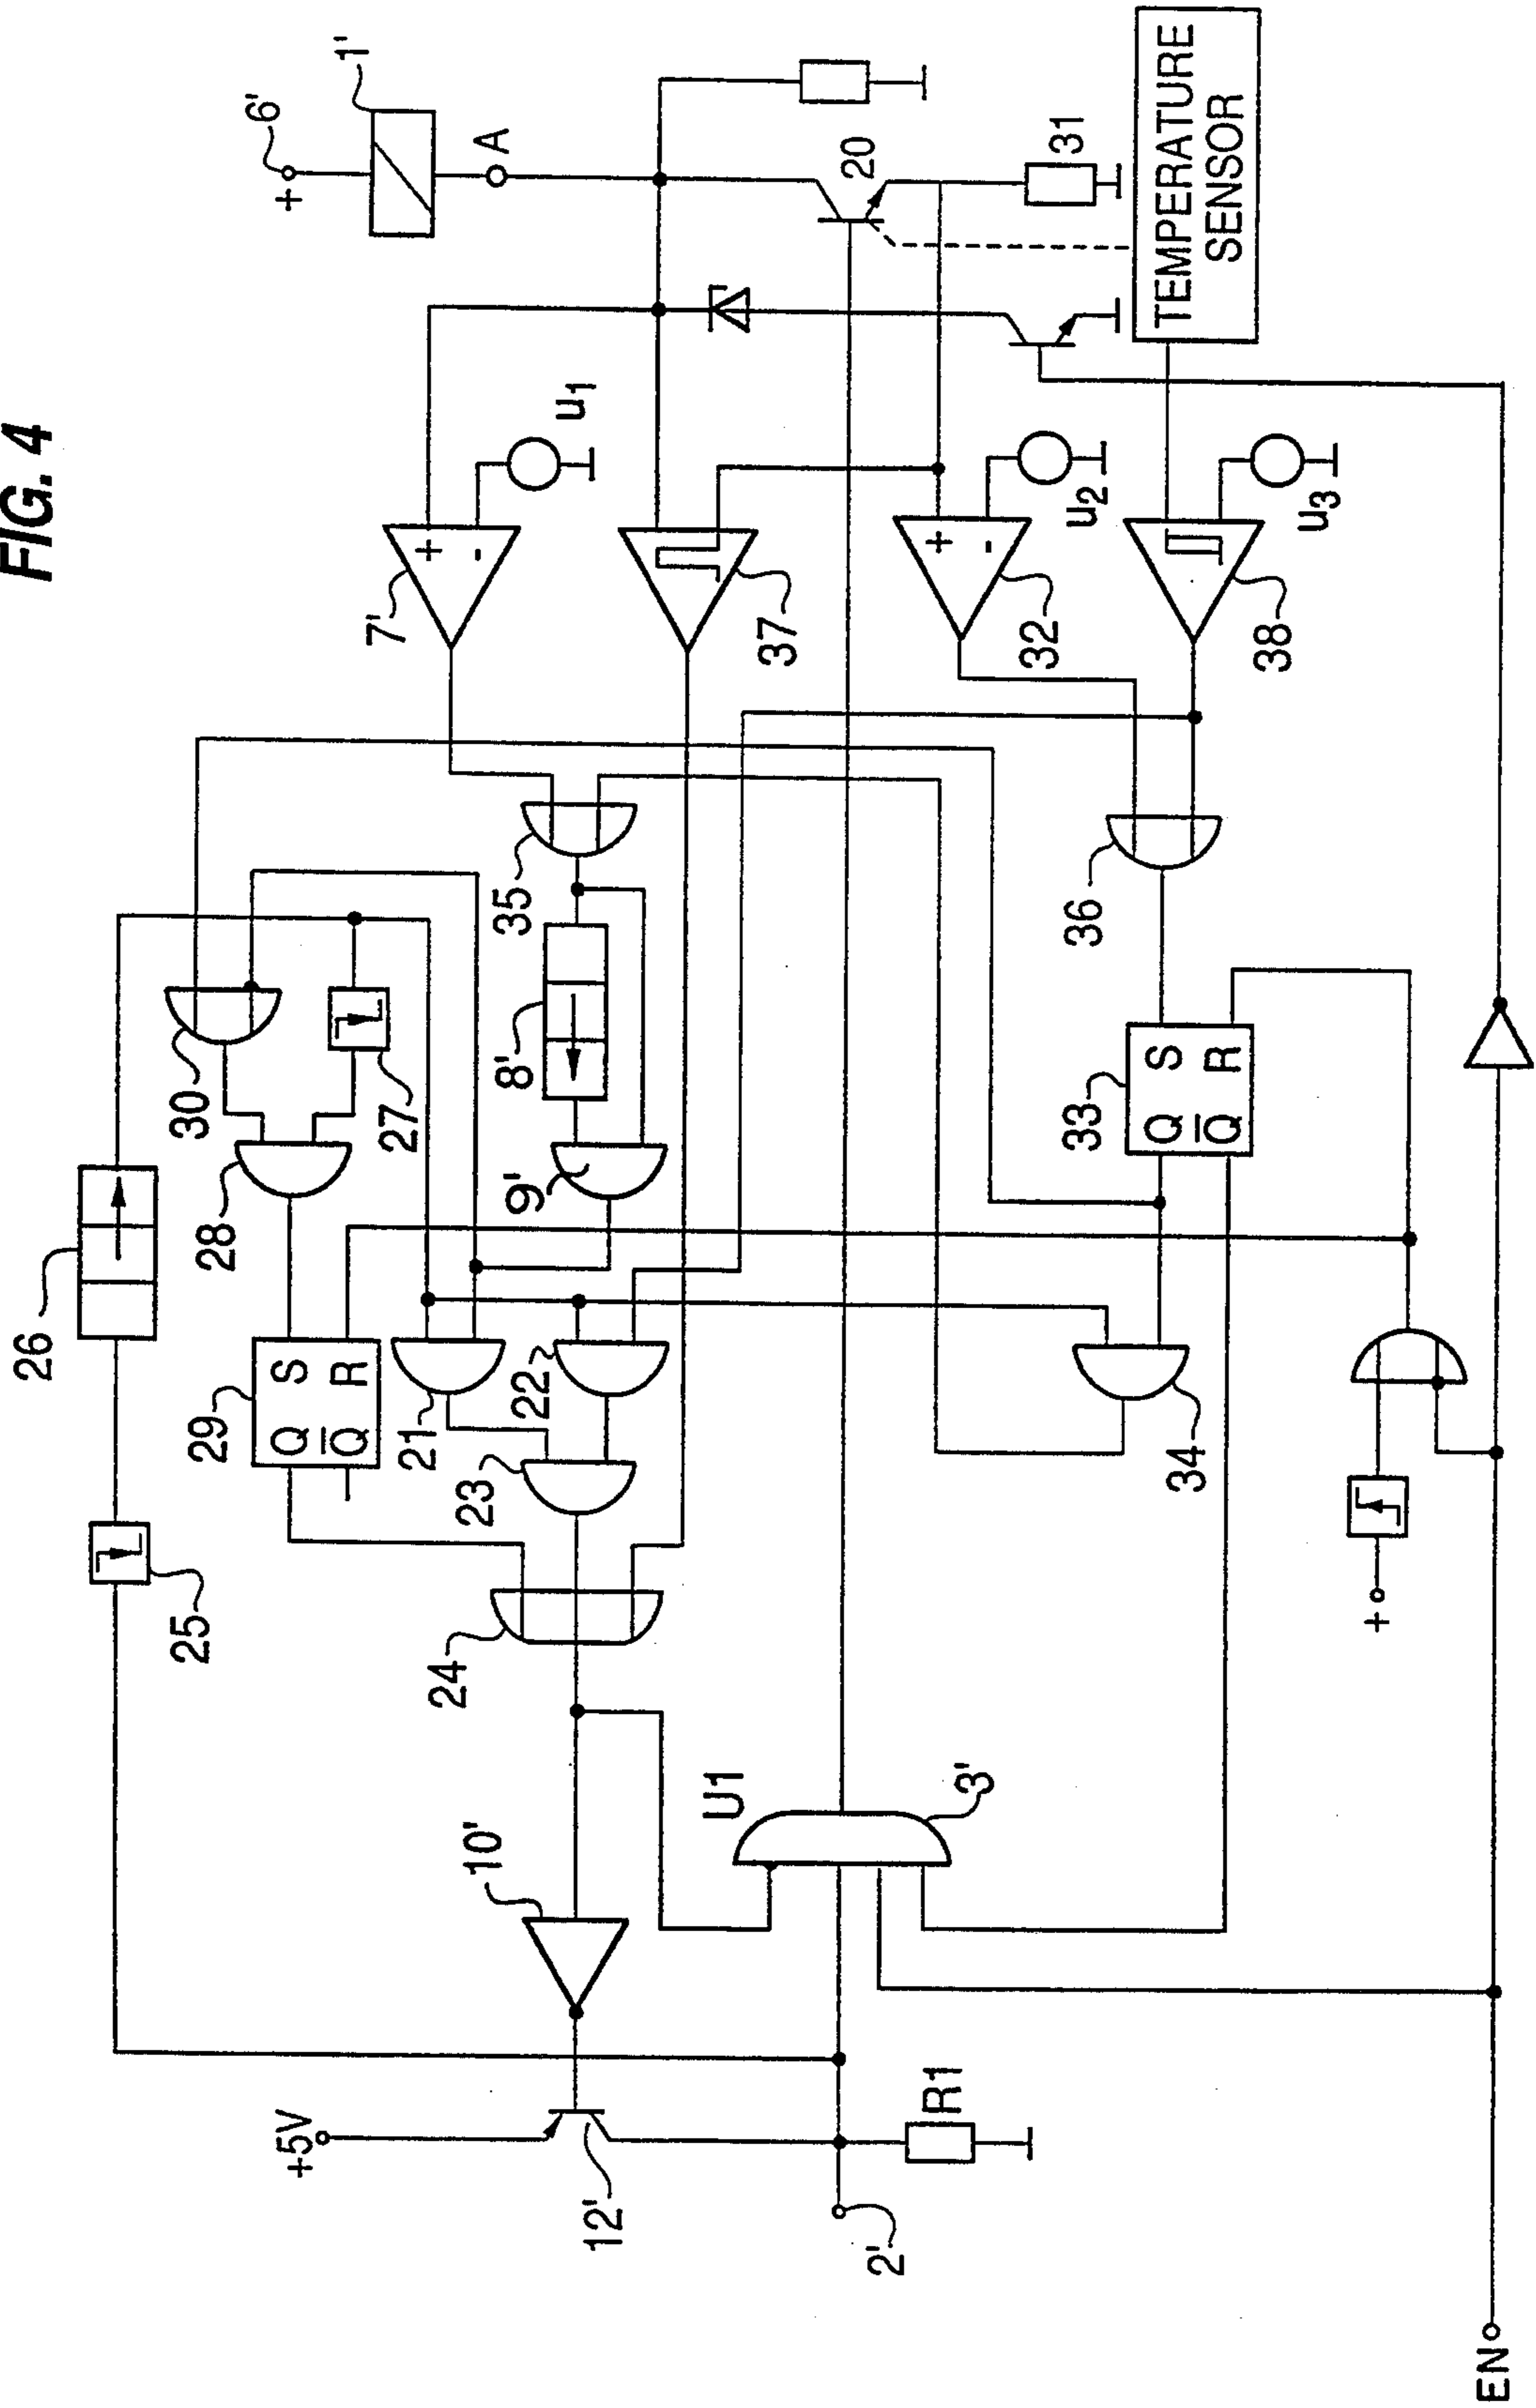 FIG. 4
6'
+
1'
A
20
31
TEMPERATURE
SENSOR
u1
+
-
7'
37
+
-
u2
32
u3
38
35
36
30
27
8'
9'
28
26
33
S
R
Q
Q
29
S
R
Q
Q
21
22
23
34
25
24
+
U1
3'
10'
+5V
12'
R1
2'
EN